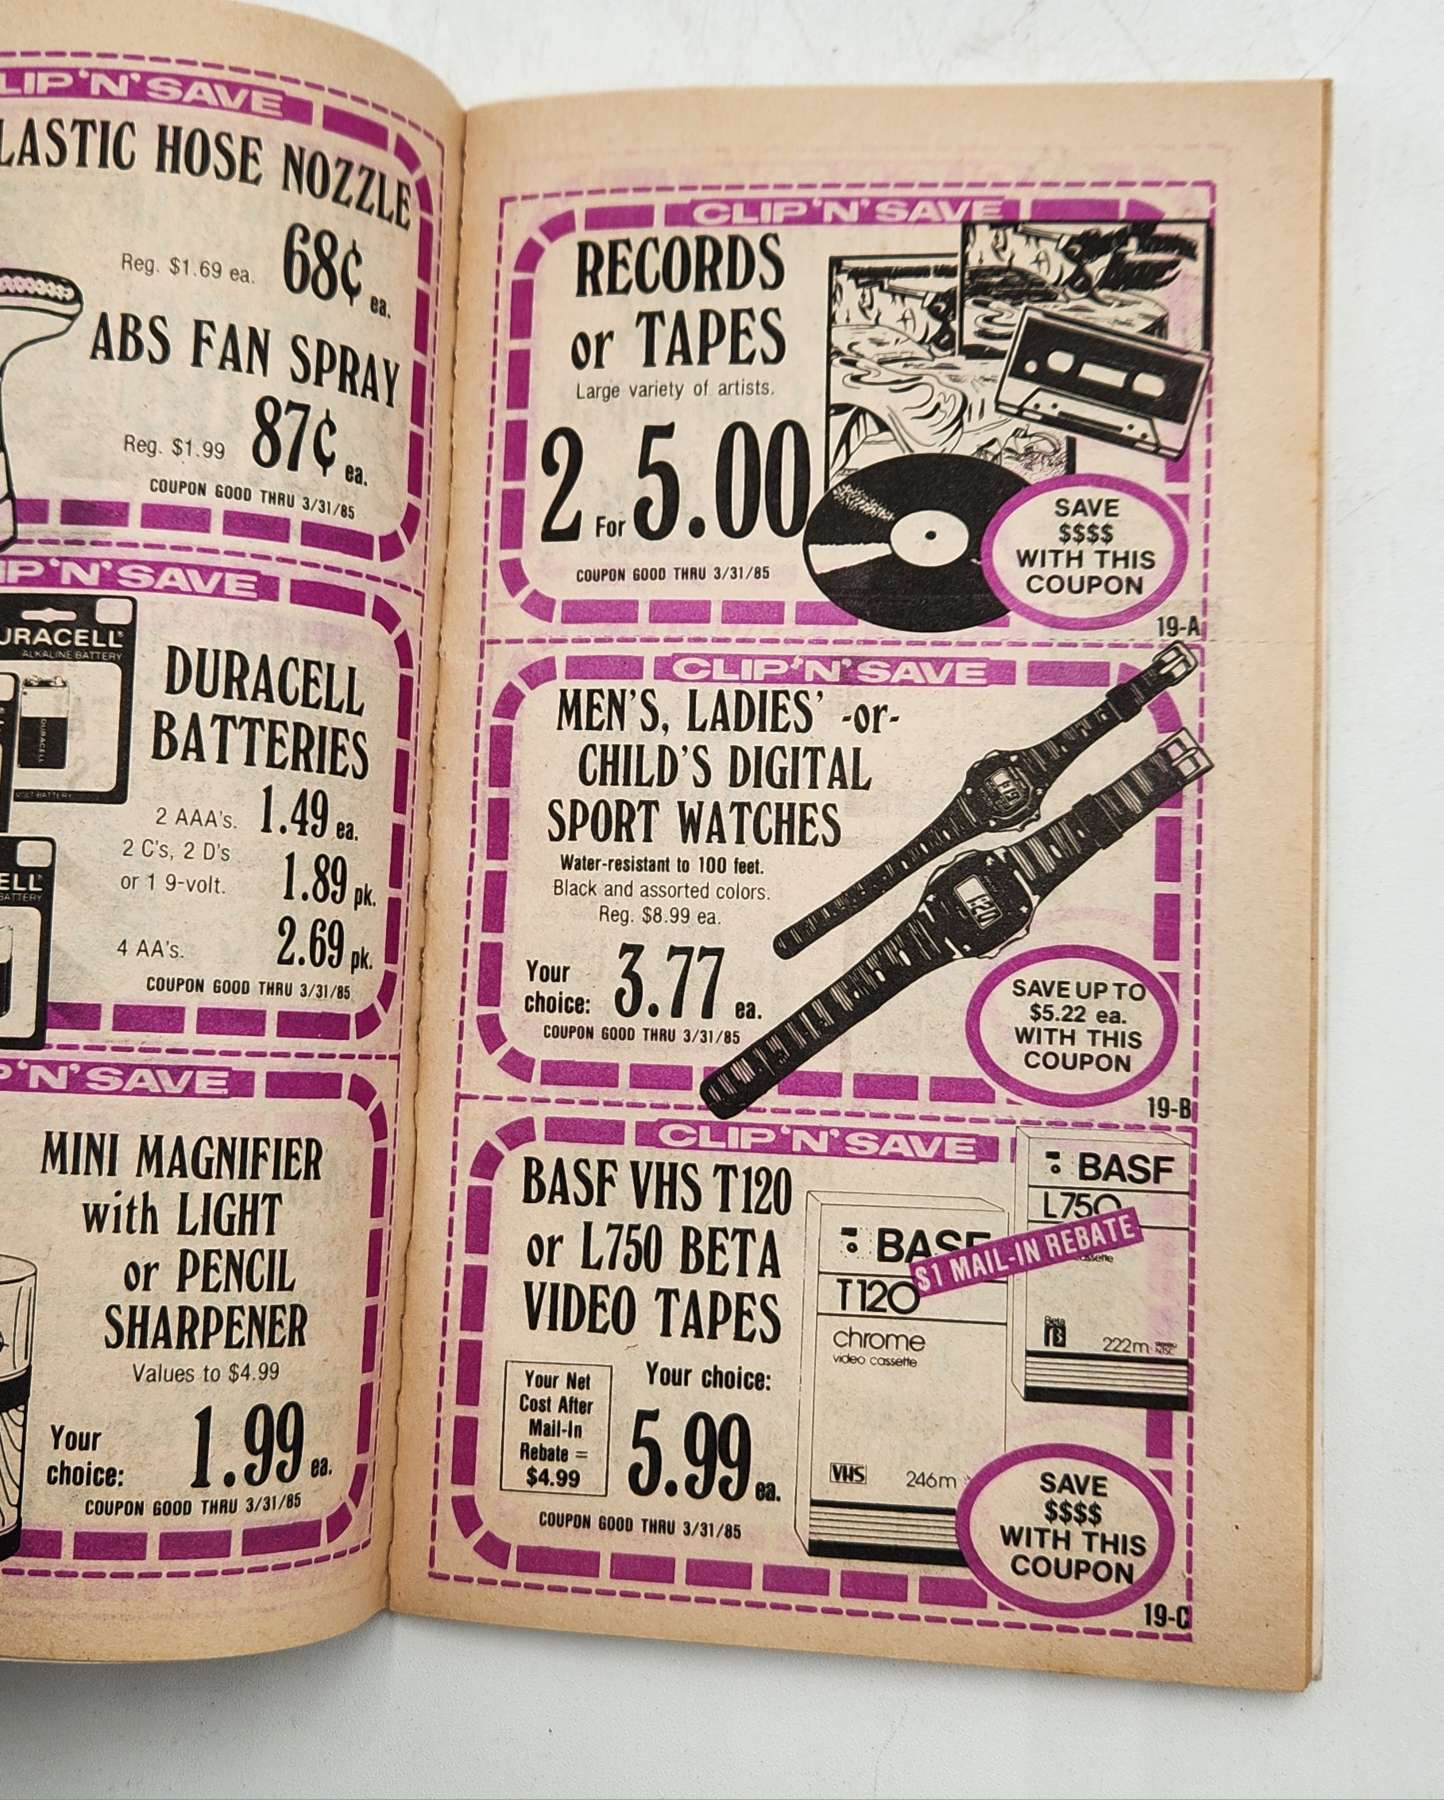 CLIP'N'SAVE
PLASTIC HOSE NOZZLE
Reg. $1.69 ea. 68¢ ea.
ABS FAN SPRAY
Reg. $1.99 87¢ ea.
COUPON GOOD THRU 3/31/85
CLIP'N'SAVE
DURACELL
ALKALINE BATTERY
DURACELL
DURACELL
BATTERIES
2 AAA's. 1.49 ea.
2 C's, 2 D's
or 1 9-volt. 1.89 pk.
4 AA's. 2.69 pk.
COUPON GOOD THRU 3/31/85
CLIP'N'SAVE
MINI MAGNIFIER
with LIGHT
or PENCIL
SHARPENER
Values to $4.99
Your
choice: 1.99 ea.
COUPON GOOD THRU 3/31/85
CLIP'N'SAVE
RECORDS
or TAPES
Large variety of artists.
2 For 5.00
COUPON GOOD THRU 3/31/85
SAVE
$$$$
WITH THIS
COUPON
19-A
CLIP'N'SAVE
MEN'S, LADIES' -or-
CHILD'S DIGITAL
SPORT WATCHES
Water-resistant to 100 feet.
Black and assorted colors.
Reg. $8.99 ea.
Your
choice: 3.77 ea.
COUPON GOOD THRU 3/31/85
SAVE UP TO
$5.22 ea.
WITH THIS
COUPON
19-B
CLIP'N'SAVE
BASF VHS T120
or L750 BETA
VIDEO TAPES
Your Net
Cost After
Mail-In
Rebate =
$4.99
Your choice:
5.99 ea.
COUPON GOOD THRU 3/31/85
BASF
T120
chrome
video cassette
VHS 246m
BASF
L750
$1 MAIL-IN REBATE
Beta
222m
SAVE
$$$$
WITH THIS
COUPON
19-C